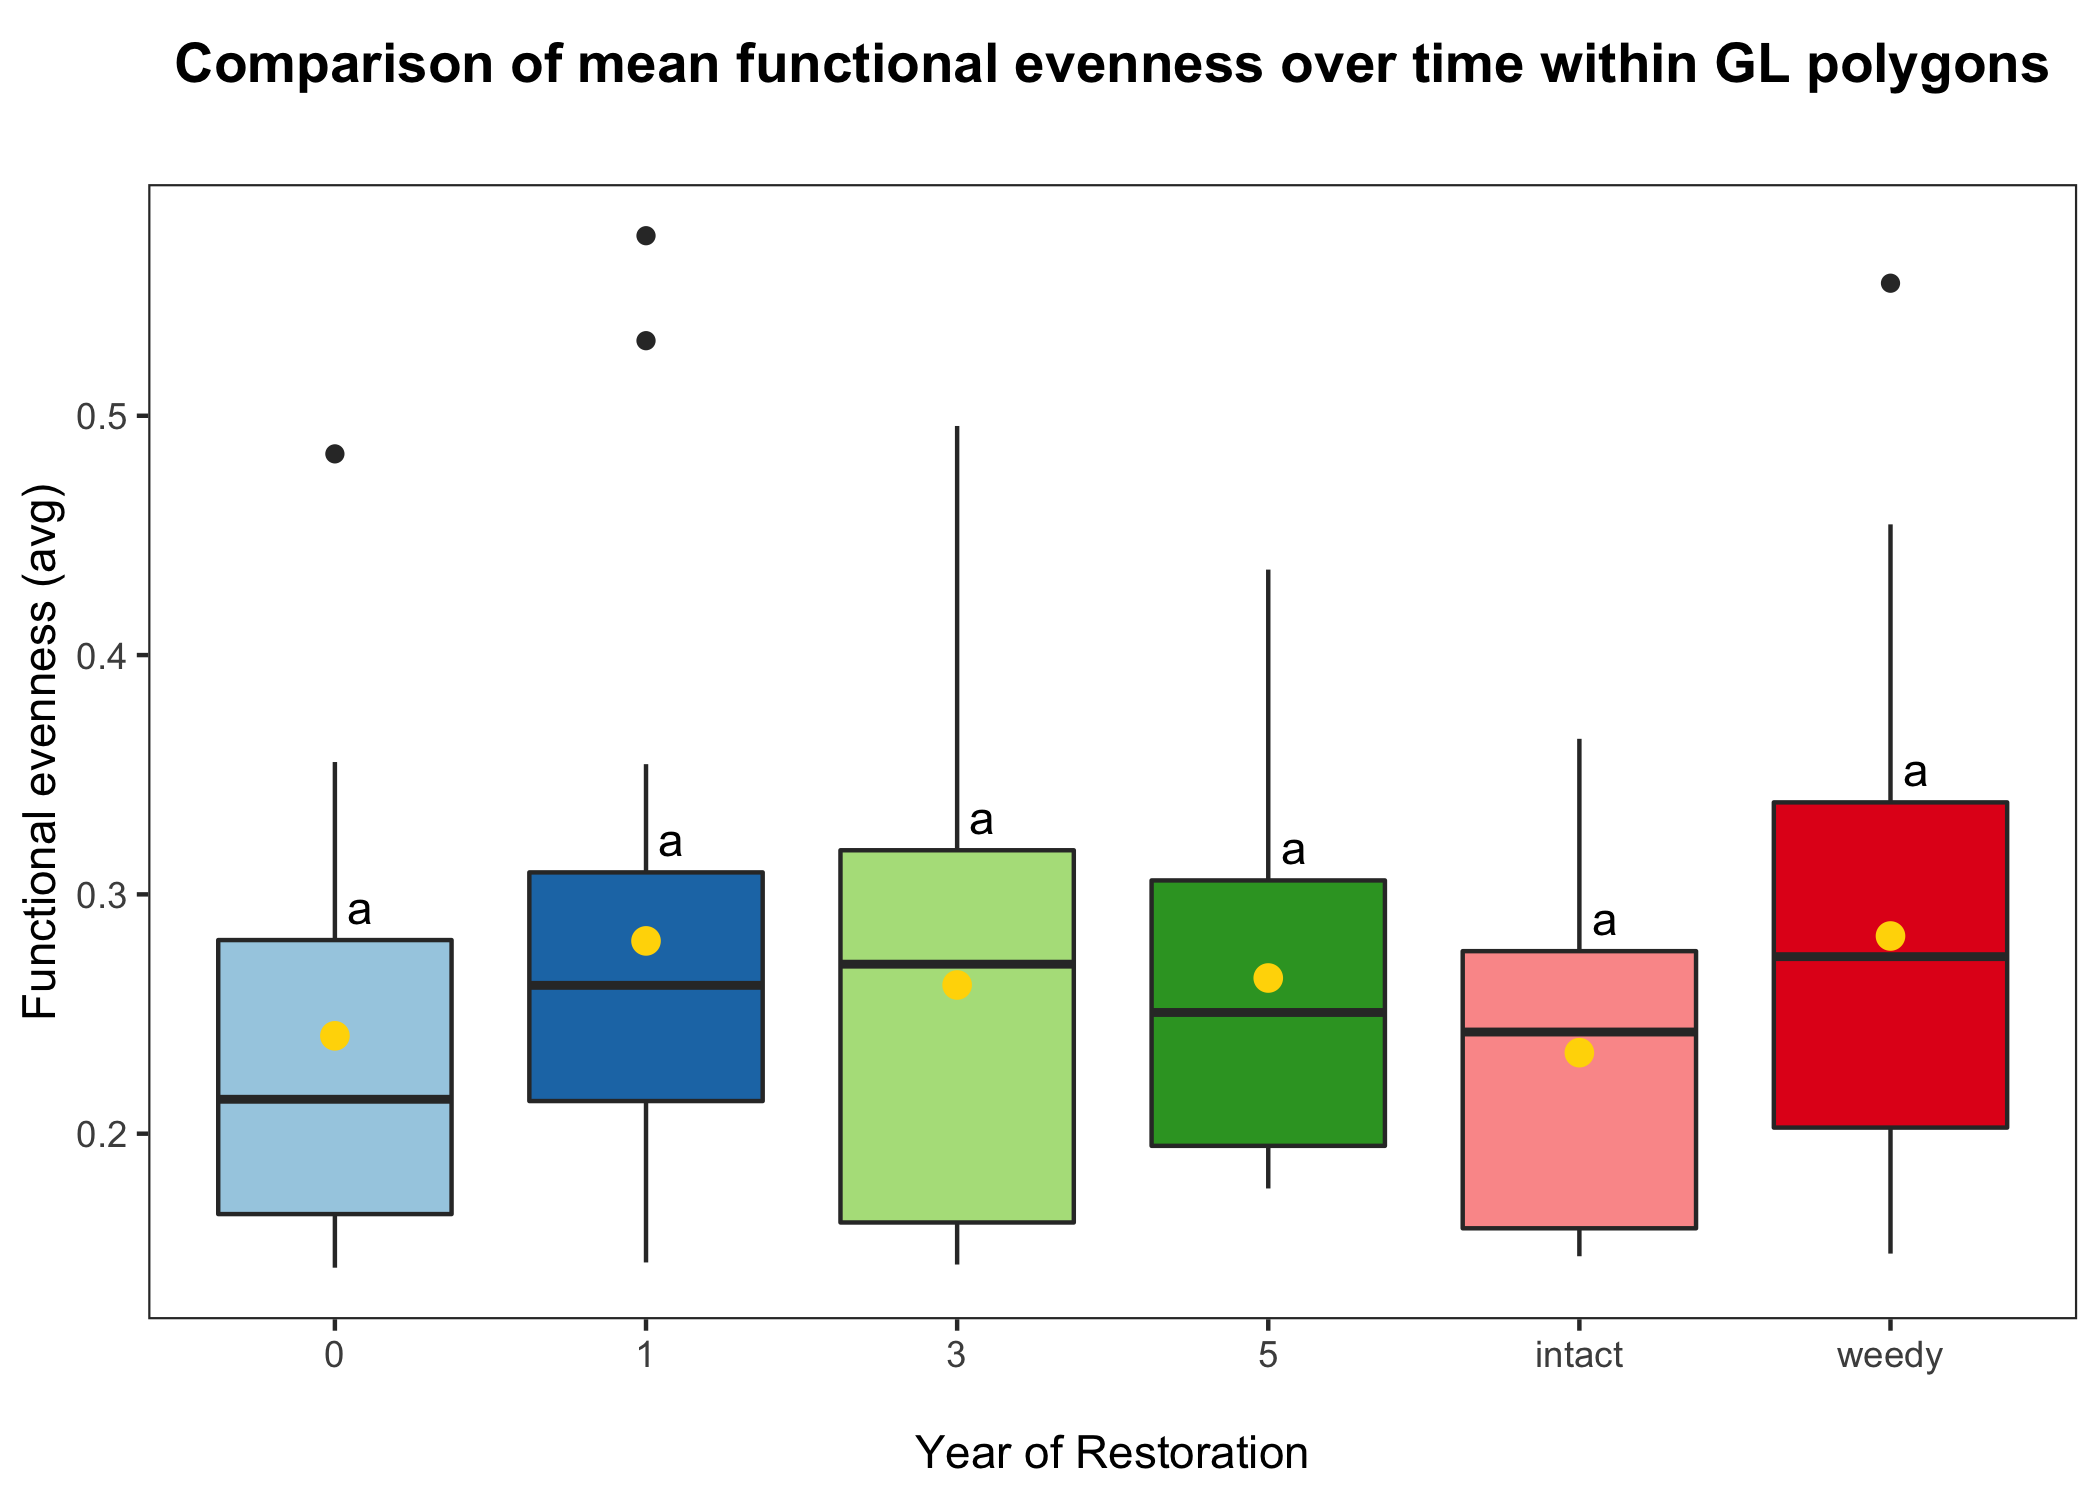 Comparison of mean functional evenness over time within GL polygons
Functional evenness (avg)
0.5
0.4
0.3
0.2
a
a
a
a
a
a
0
1
3
5
intact
weedy
Year of Restoration